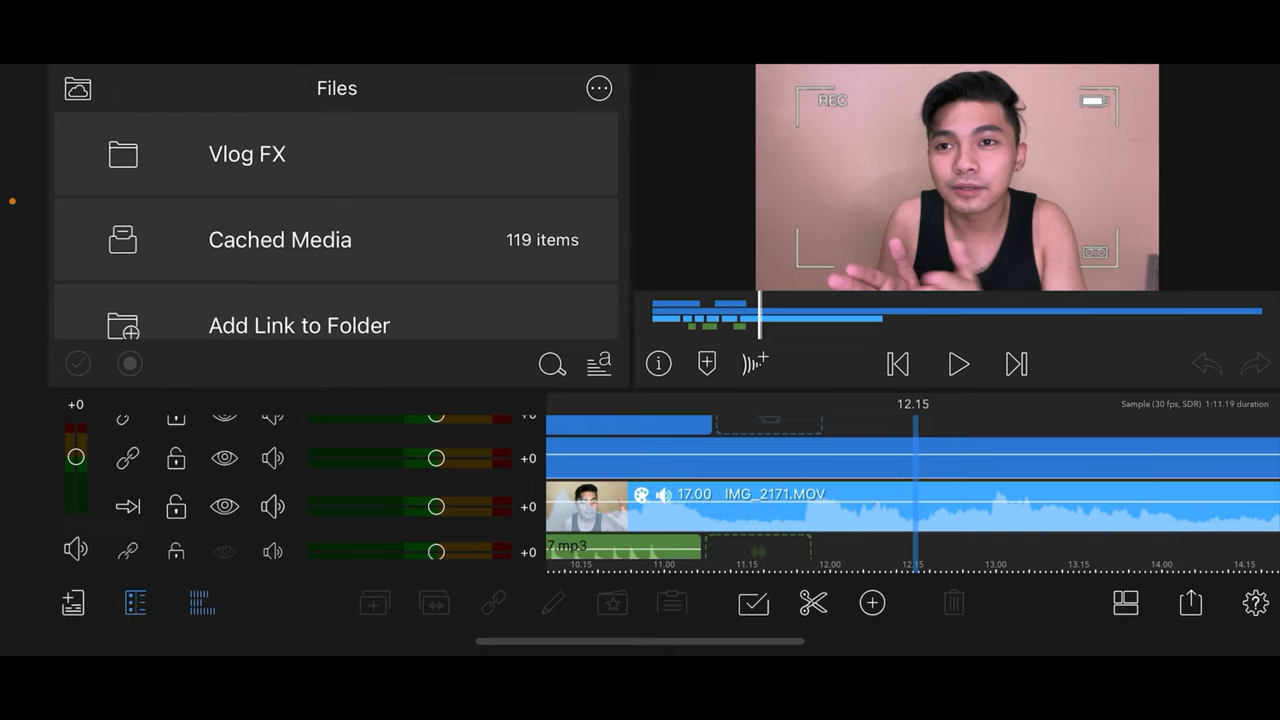 Files
Vlog FX
Cached Media 119 items
Add Link to Folder
REC
+0
12.15
Sample (30 fps, SDR) 1:11.19 duration
+0
+0
17.00 IMG_2171.MOV
+0
7.mp3
+0
10.15 11.00 11.15 12.00 12.15 13.00 13.15 14.00 14.15